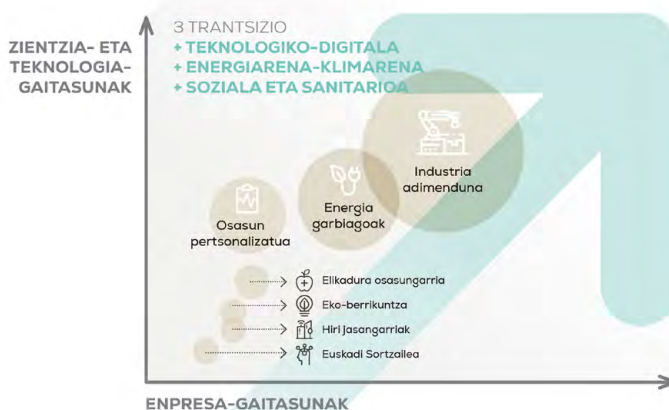 ZIENTZIA- ETA
TEKNOLOGIA-
GAITASUNAK
3 TRANTSIZIO
+ TEKNOLOGIKO-DIGITALA
+ ENERGIARENA-KLIMARENA
+ SOZIALA ETA SANITARIOA
Industria
adimenduna
Energia
garbiagoak
Osasun
pertsonalizatua
Elikadura osasungarria
Eko-berrikuntza
Hiri jasangarriak
Euskadi Sortzailea
ENPRESA-GAITASUNAK